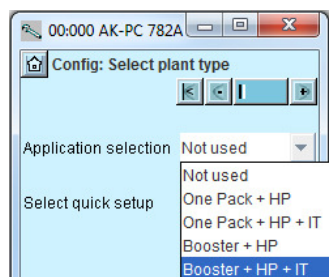 00:000 AK-PC 782A
Config: Select plant type
Application selection
Not used
Not used
Select quick setup
One Pack + HP
One Pack + HP + IT
Booster + HP
Booster + HP + IT